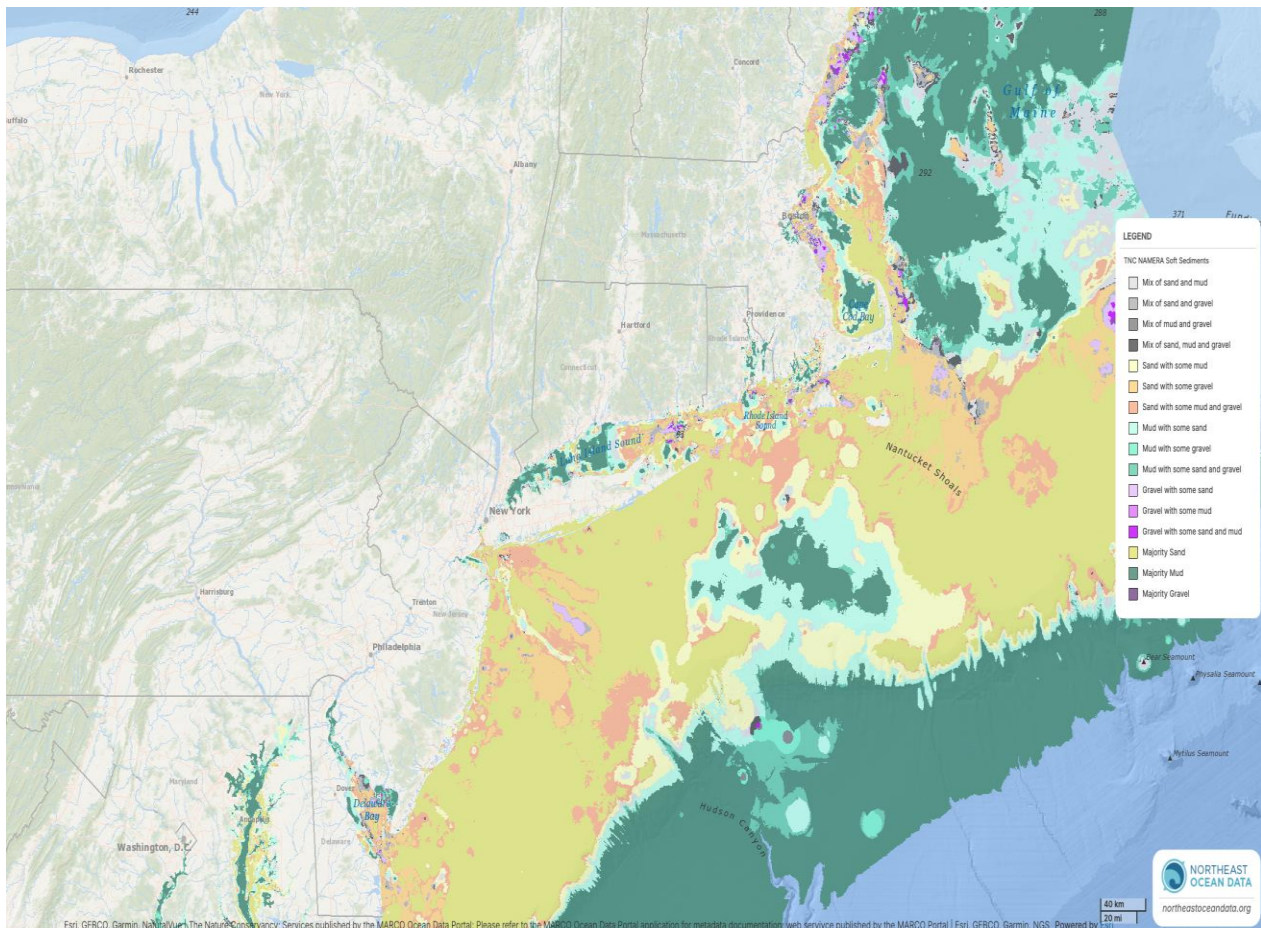 244
288
Rochester
Concord
Gulf of
Maine
New York
uffalo
Albany
292
371
Fundi
Boston
Massachusetts
LEGEND
TNC NAMERA Soft Sediments
Mix of sand and mud
Mix of sand and gravel
Mix of mud and gravel
Mix of sand, mud and gravel
Sand with some mud
Sand with some gravel
Sand with some mud and gravel
Mud with some sand
Mud with some gravel
Mud with some sand and gravel
Gravel with some sand
Gravel with some mud
Gravel with some sand and mud
Majority Sand
Majority Mud
Majority Gravel
Cape
Cod Bay
Providence
Hartford
Rhode Island
Connecticut
Rhode Island
Sound
Long Island Sound
Nantucket Shoals
nnsylvania
New York
Harrisburg
Trenton
New Jersey
Philadelphia
Bear Seamount
Physalia Seamount
Mytilus Seamount
Maryland
Dover
Delaware
Bay
Annapolis
Delaware
Washington, D.C.
Hudson Canyon
NORTHEAST
OCEAN DATA
northeastoceandata.org
40 km
20 mi
Esri, GEBCO, Garmin, NaturalVue | The Nature Conservancy; Services published by the MARCO Ocean Data Portal; Please refer to the MARCO Ocean Data Portal application for metadata documentation; web servivce published by the MARCO Portal | Esri, GEBCO, Garmin, NGS, Powered by Esri